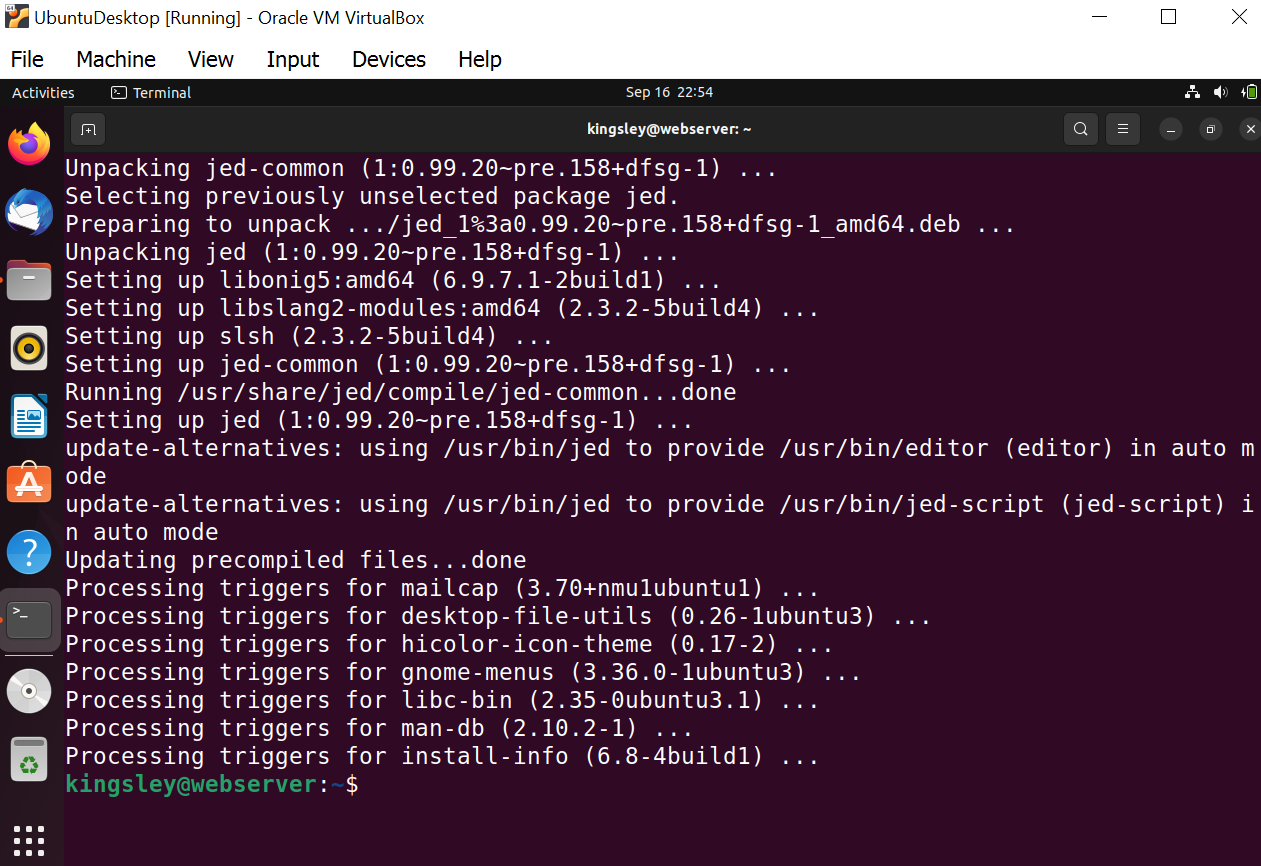 UbuntuDesktop [Running] - Oracle VM VirtualBox
File Machine View Input Devices Help
Activities Terminal Sep 16 22:54
kingsley@webserver: ~
Unpacking jed-common (1:0.99.20~pre.158+dfsg-1) ...
Selecting previously unselected package jed.
Preparing to unpack .../jed_1%3a0.99.20~pre.158+dfsg-1_amd64.deb ...
Unpacking jed (1:0.99.20~pre.158+dfsg-1) ...
Setting up libonig5:amd64 (6.9.7.1-2build1) ...
Setting up libslang2-modules:amd64 (2.3.2-5build4) ...
Setting up slsh (2.3.2-5build4) ...
Setting up jed-common (1:0.99.20~pre.158+dfsg-1) ...
Running /usr/share/jed/compile/jed-common...done
Setting up jed (1:0.99.20~pre.158+dfsg-1) ...
update-alternatives: using /usr/bin/jed to provide /usr/bin/editor (editor) in auto m
ode
update-alternatives: using /usr/bin/jed to provide /usr/bin/jed-script (jed-script) i
n auto mode
Updating precompiled files...done
Processing triggers for mailcap (3.70+nmu1ubuntu1) ...
Processing triggers for desktop-file-utils (0.26-1ubuntu3) ...
Processing triggers for hicolor-icon-theme (0.17-2) ...
Processing triggers for gnome-menus (3.36.0-1ubuntu3) ...
Processing triggers for libc-bin (2.35-0ubuntu3.1) ...
Processing triggers for man-db (2.10.2-1) ...
Processing triggers for install-info (6.8-4build1) ...
kingsley@webserver:~$